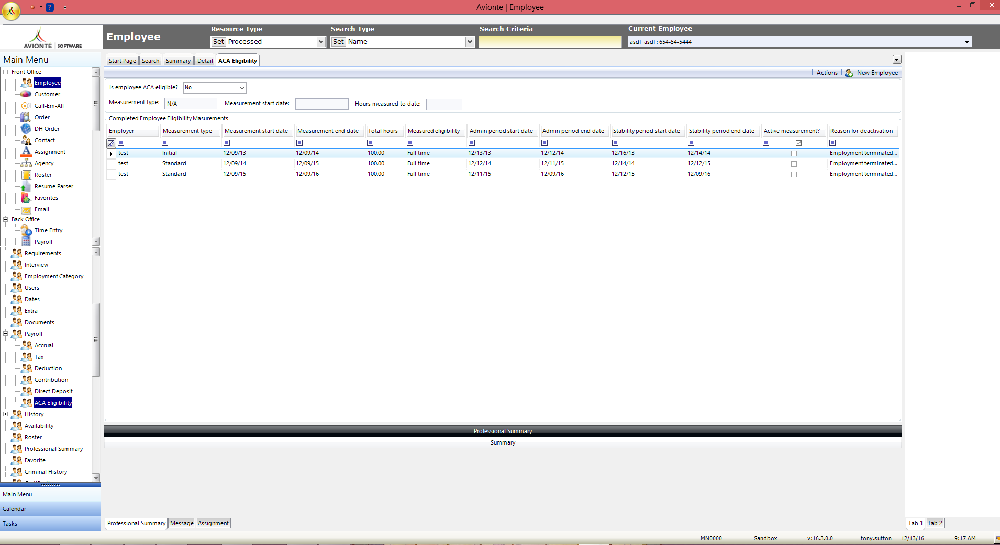 Avionte | Employee
?
AVIONTĒ | SOFTWARE
Employee
Resource Type
Set Processed
Search Type
Set Name
Search Criteria
Current Employee
asdf asdf : 654-54-5444
Main Menu
Front Office
Employee
Customer
Call-Em-All
Order
DH Order
Contact
Assignment
Agency
Roster
Resume Parser
Favorites
Email
Back Office
Time Entry
Payroll
Requirements
Interview
Employment Category
Users
Dates
Extra
Documents
Payroll
Accrual
Tax
Deduction
Contribution
Direct Deposit
ACA Eligibility
History
Availability
Roster
Professional Summary
Favorite
Criminal History
Main Menu
Calendar
Tasks
Start Page Search Summary Detail ACA Eligibility
Actions New Employee
Is employee ACA eligible? No
Measurement type: N/A Measurement start date: Hours measured to date:
Completed Employee Eligibility Masurements
Employer Measurement type Measurement start date Measurement end date Total hours Measured eligibility Admin period start date Admin period end date Stability period start date Stability period end date Active measurement? Reason for deactivation
test Initial 12/09/13 12/09/14 100.00 Full time 12/13/13 12/12/14 12/16/13 12/14/14 Employment terminated...
test Standard 12/09/14 12/09/15 100.00 Full time 12/12/14 12/11/15 12/14/14 12/12/15 Employment terminated...
test Standard 12/09/15 12/09/16 100.00 Full time 12/11/15 12/09/16 12/12/15 12/09/16 Employment terminated...
Professional Summary
Summary
Professional Summary Message Assignment
Tab 1 Tab 2
MN0000 Sandbox v:16.3.0.0 tony.sutton 12/13/16 9:17 AM